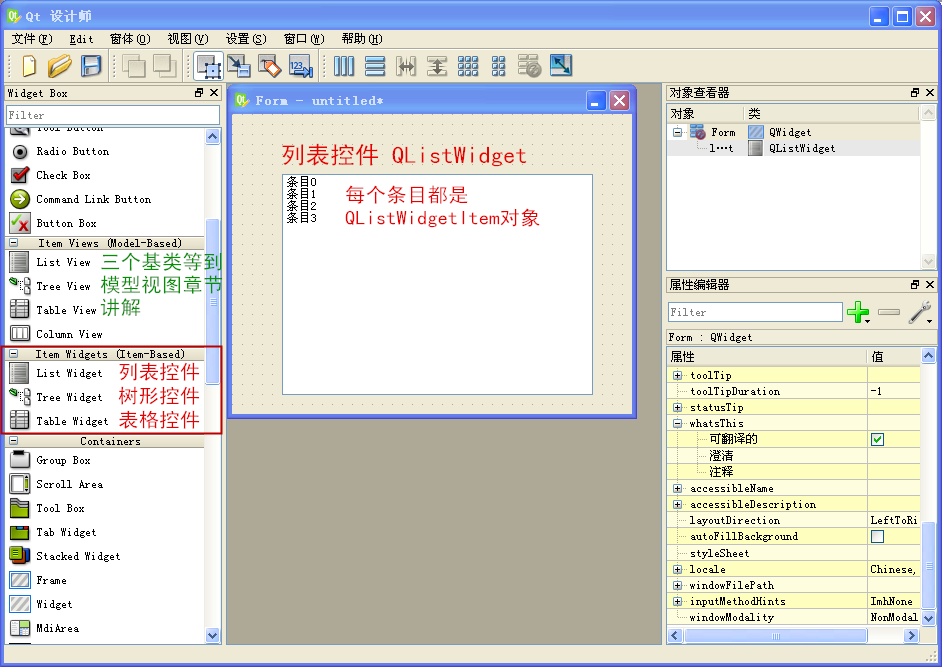 Qt 设计师
文件(F) Edit 窗体(O) 视图(V) 设置(S) 窗口(W) 帮助(H)
Widget Box
Filter
Tool Button
Radio Button
Check Box
Command Link Button
Button Box
Item Views (Model-Based)
List View
Tree View
Table View
Column View
三个基类等到
模型视图章节
讲解
Item Widgets (Item-Based)
List Widget 列表控件
Tree Widget 树形控件
Table Widget 表格控件
Containers
Group Box
Scroll Area
Tool Box
Tab Widget
Stacked Widget
Frame
Widget
MdiArea
123
Form - untitled*
列表控件 QListWidget
条目0
条目1
条目2
条目3
每个条目都是
QListWidgetItem对象
对象查看器
对象 类
Form QWidget
l···t QListWidget
属性编辑器
Filter
Form : QWidget
属性 值
toolTip
toolTipDuration -1
statusTip
whatsThis
可翻译的
澄清
注释
accessibleName
accessibleDescription
layoutDirection LeftToRi
autoFillBackground
styleSheet
locale Chinese,
windowFilePath
inputMethodHints ImhNone
windowModality NonModal